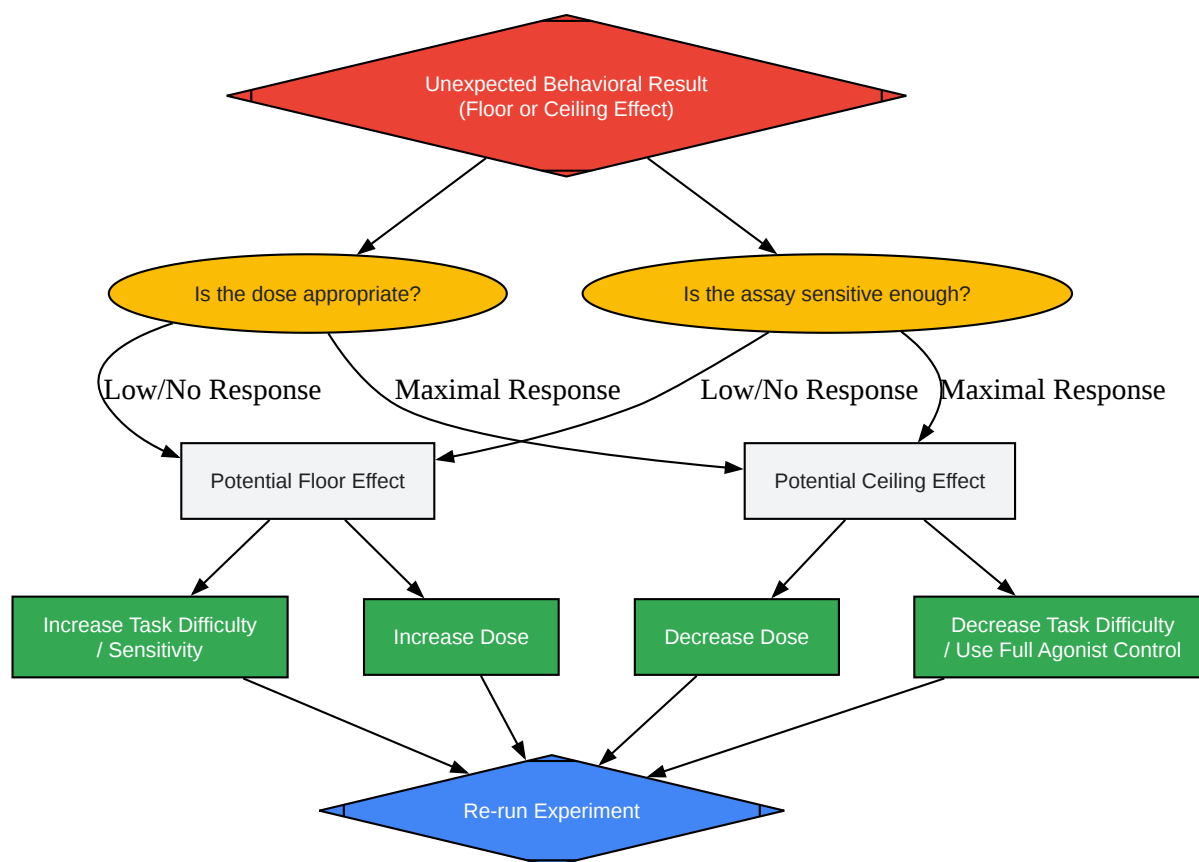 Unexpected Behavioral Result
(Floor or Ceiling Effect)
Is the dose appropriate?
Is the assay sensitive enough?
Low/No Response
Maximal Response
Low/No Response
Maximal Response
Potential Floor Effect
Potential Ceiling Effect
Increase Task Difficulty
/ Sensitivity
Increase Dose
Decrease Dose
Decrease Task Difficulty
/ Use Full Agonist Control
Re-run Experiment